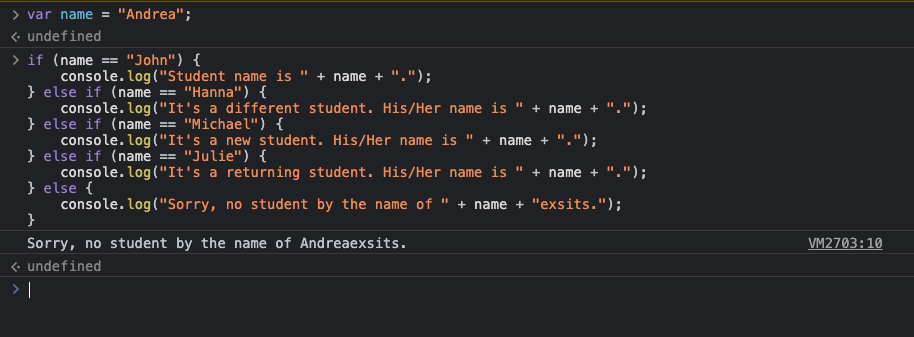 > var name = "Andrea";
<· undefined
> if (name == "John") {
    console.log("Student name is " + name + ".");
} else if (name == "Hanna") {
    console.log("It's a different student. His/Her name is " + name + ".");
} else if (name == "Michael") {
    console.log("It's a new student. His/Her name is " + name + ".");
} else if (name == "Julie") {
    console.log("It's a returning student. His/Her name is " + name + ".");
} else {
    console.log("Sorry, no student by the name of " + name + "exsits.");
}
Sorry, no student by the name of Andreaexsits. VM2703:10
<· undefined
>